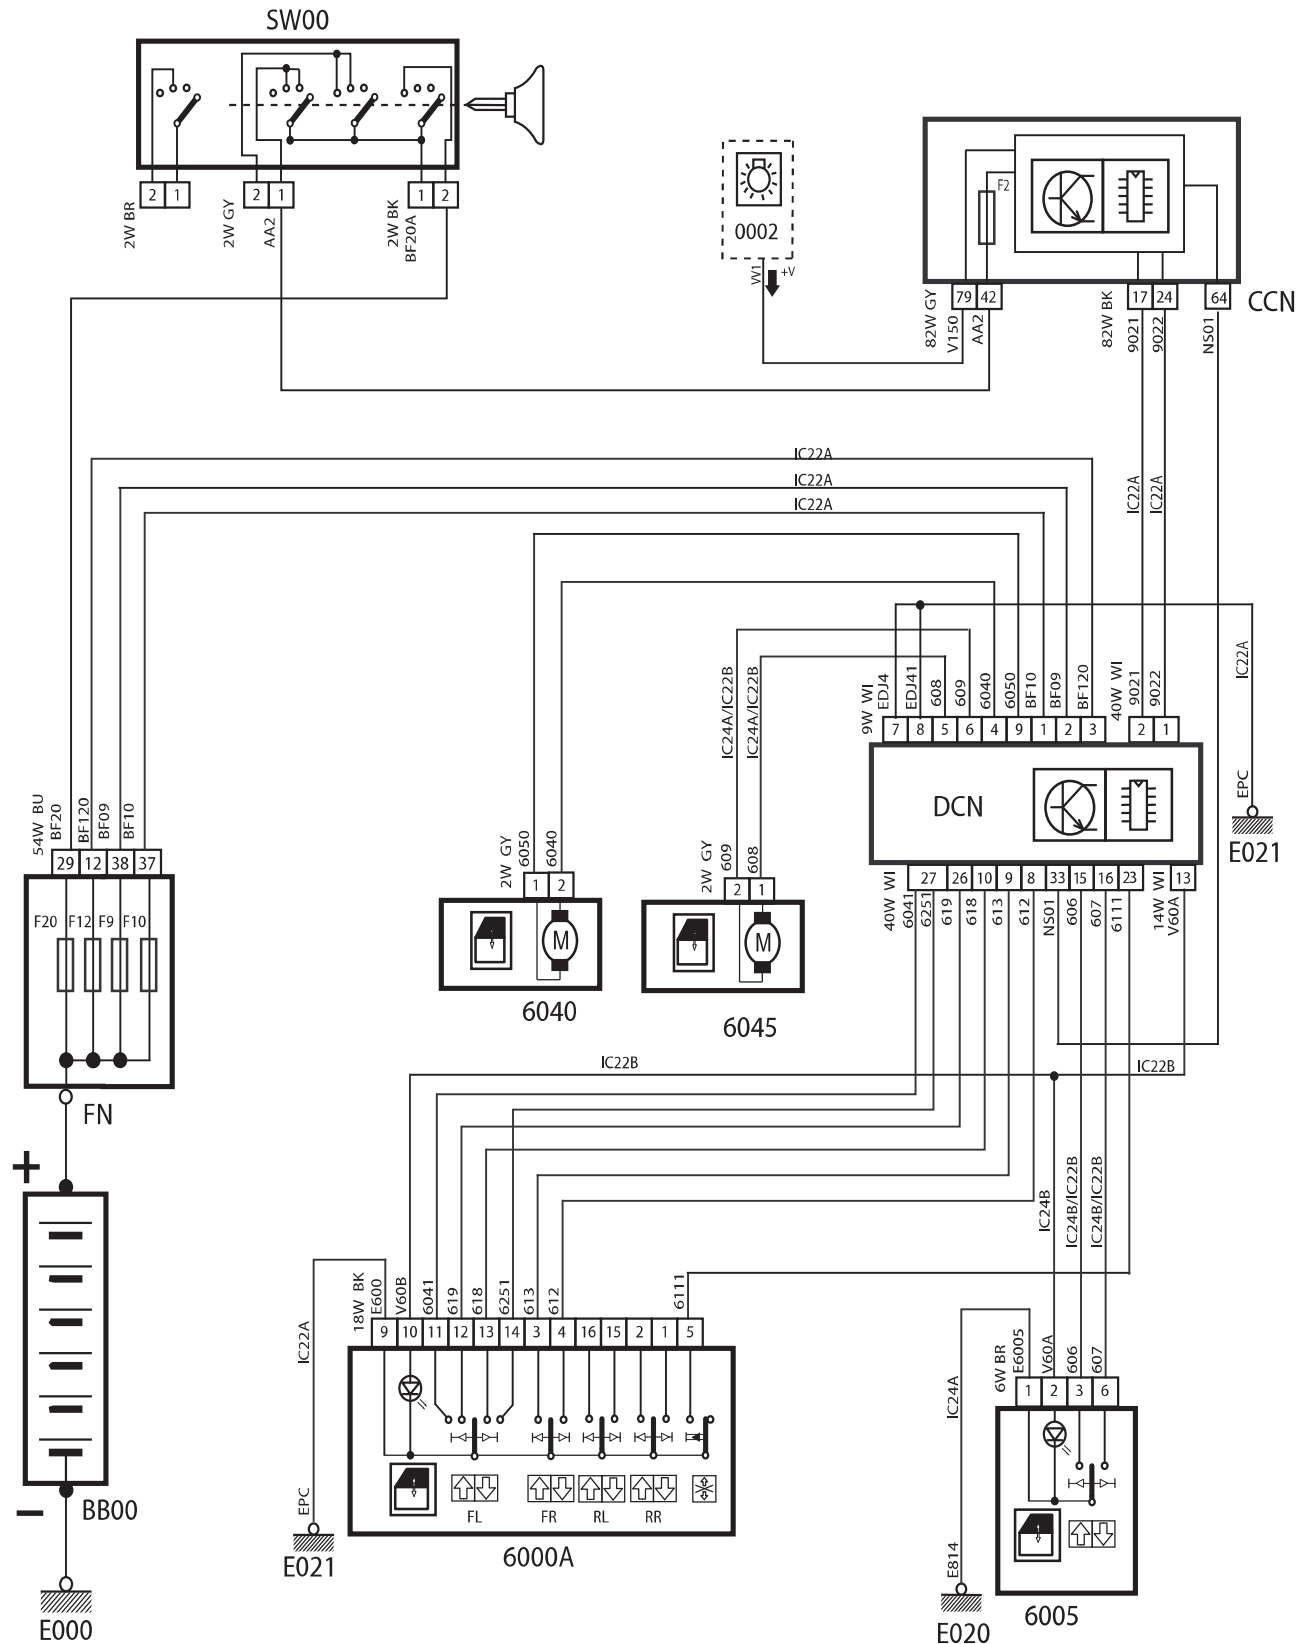 SW00
2 1
2 1
1 2
2W BR
2W GY
AA2
2W BK
BF20A
0002
W1
+V
F2
79 42
17 24
64
CCN
82W GY
V150
AA2
82W BK
9021
9022
NS01
IC22A
IC22A
IC22A
IC22A
IC22A
IC22A
IC24A/IC22B
IC24A/IC22B
9W WI
EDJ4
EDJ41
608
609
6040
6050
BF10
BF09
BF120
40W WI
9021
9022
7 8 5 6 4 9 1 2 3
2 1
DCN
EPC
E021
54W BU
BF20
BF120
BF09
BF10
29 12 38 37
F20 F12 F9 F10
FN
2W GY
6050
6040
1 2
M
6040
2W GY
609
608
2 1
M
6045
27 26 10 9 8 33 15 16 23
13
40W WI
6041
6251
619
618
613
612
NS01
606
607
6111
14W WI
V60A
IC22B
IC22B
IC24B
IC24B/IC22B
IC24B/IC22B
+
−
BB00
E000
IC22A
EPC
E021
18W BK
E600
V60B
6041
619
618
6251
613
612
6111
9 10 11 12 13 14 3 4 16 15 2 1 5
FL FR RL RR
6000A
IC24A
E814
E020
6W BR
E6005
V60A
606
607
1 2 3 6
6005